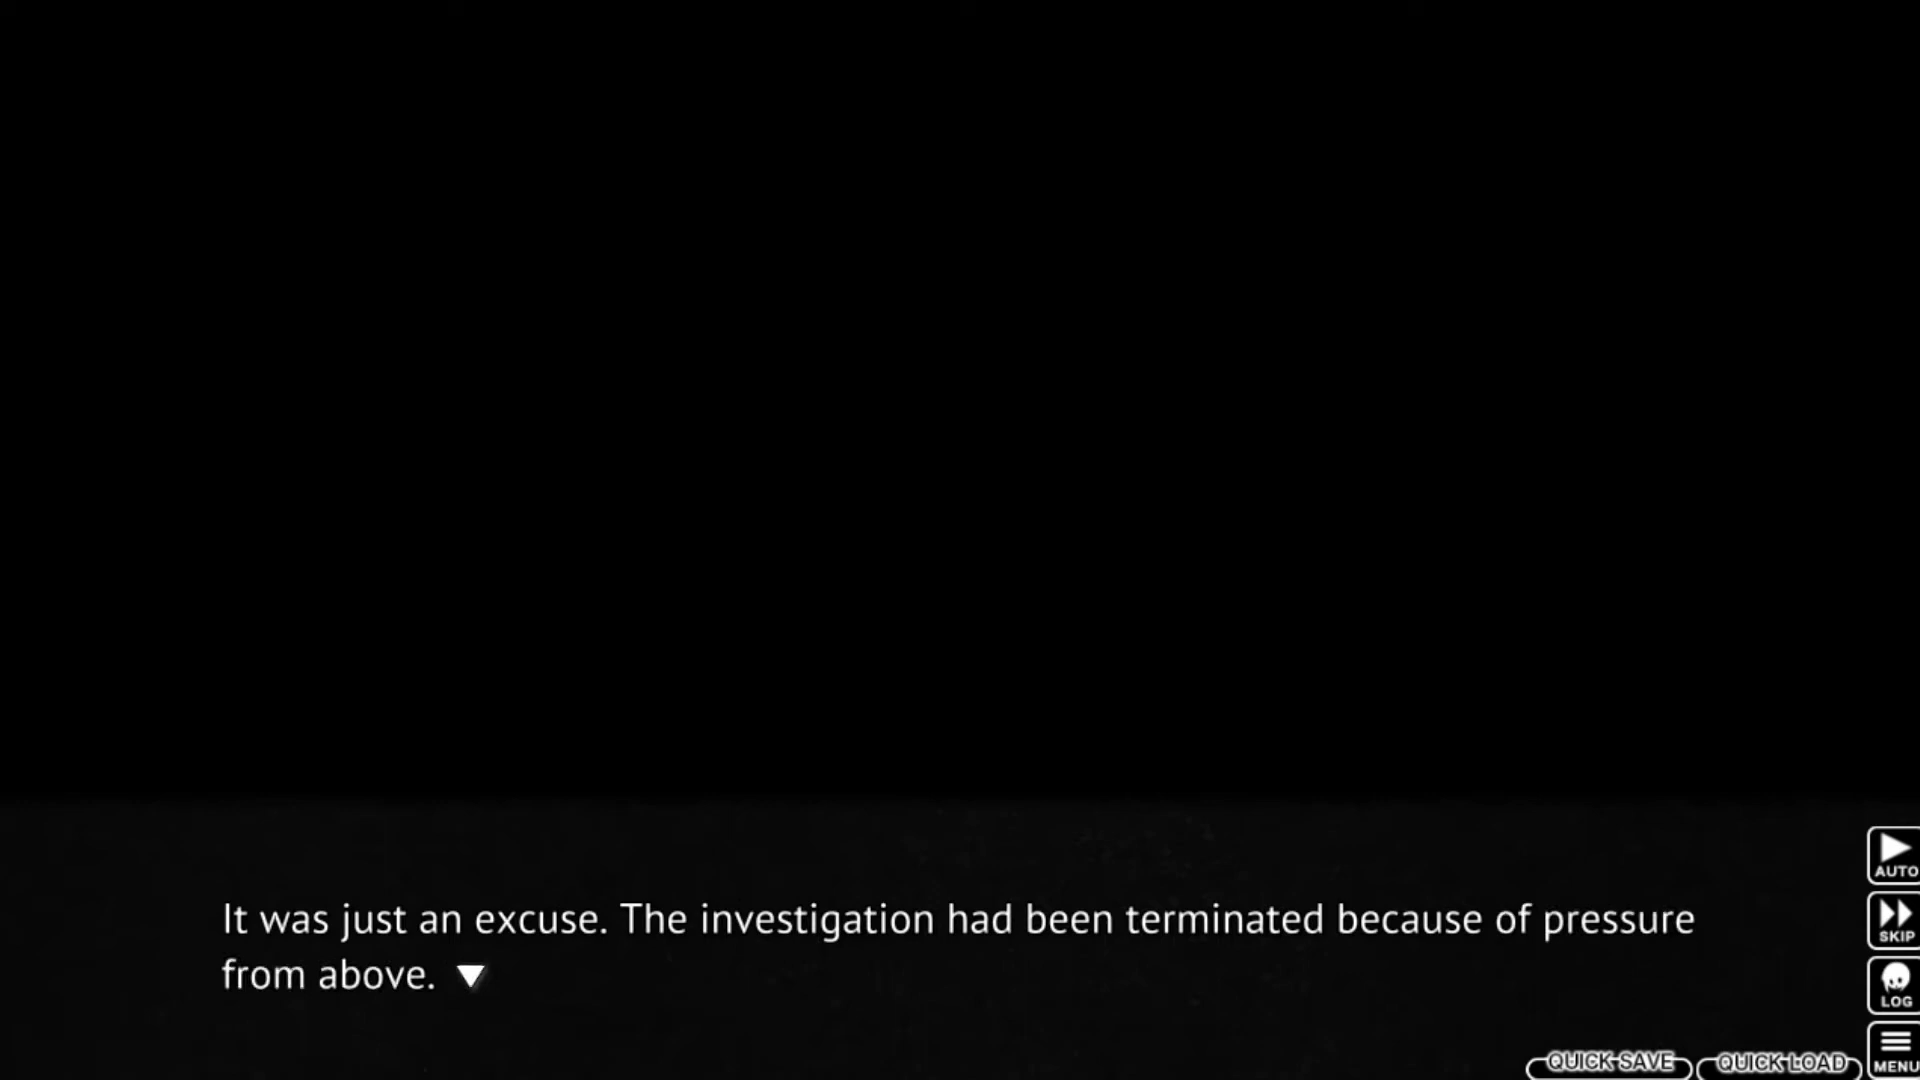 It was just an excuse. The investigation had been terminated because of pressure
from above.
AUTO
SKIP
LOG
MENU
QUICK SAVE
QUICK LOAD